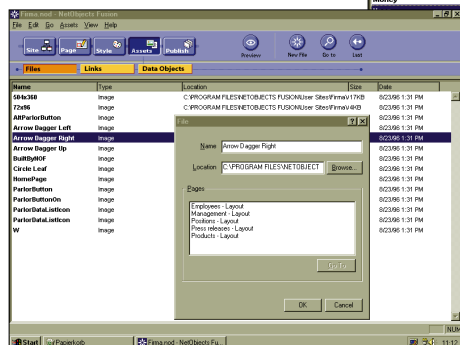 Money
Firma.nod - NetObjects Fusion
File Edit Go Assets View Help
Site Page Style Assets Publish Preview New File Go to Last
Files Links Data Objects
Name Type Location Size Date
504x360 Image C:\PROGRAM FILES\NETOBJECTS FUSION\User Sites\Firma\ 17KB 8/23/96 1:31 PM
72x96 Image C:\PROGRAM FILES\NETOBJECTS FUSION\User Sites\Firma\ 4KB 8/23/96 1:31 PM
AltParlorButton Image 8/23/96 1:31 PM
Arrow Dagger Left Image 8/23/96 1:31 PM
Arrow Dagger Right Image 8/23/96 1:31 PM
Arrow Dagger Up Image 8/23/96 1:31 PM
BuiltByNOF Image 8/23/96 1:31 PM
Circle Leaf Image 8/23/96 1:31 PM
HomePage Image 8/23/96 1:31 PM
ParlorButton Image 8/23/96 1:31 PM
ParlorButtonOn Image 8/23/96 1:31 PM
ParlorDataListIcon Image 8/23/96 1:31 PM
ParlorDataListIcon Image 8/23/96 1:31 PM
W Image 8/23/96 1:31 PM
File
Name Arrow Dagger Right
Location C:\PROGRAM FILES\NETOBJECT Browse...
Pages
Employees - Layout
Management - Layout
Positions - Layout
Press releases - Layout
Products - Layout
Go To
OK Cancel
NUM
Start Papierkorb Firma.nod - NetObjects Fu... 11:12